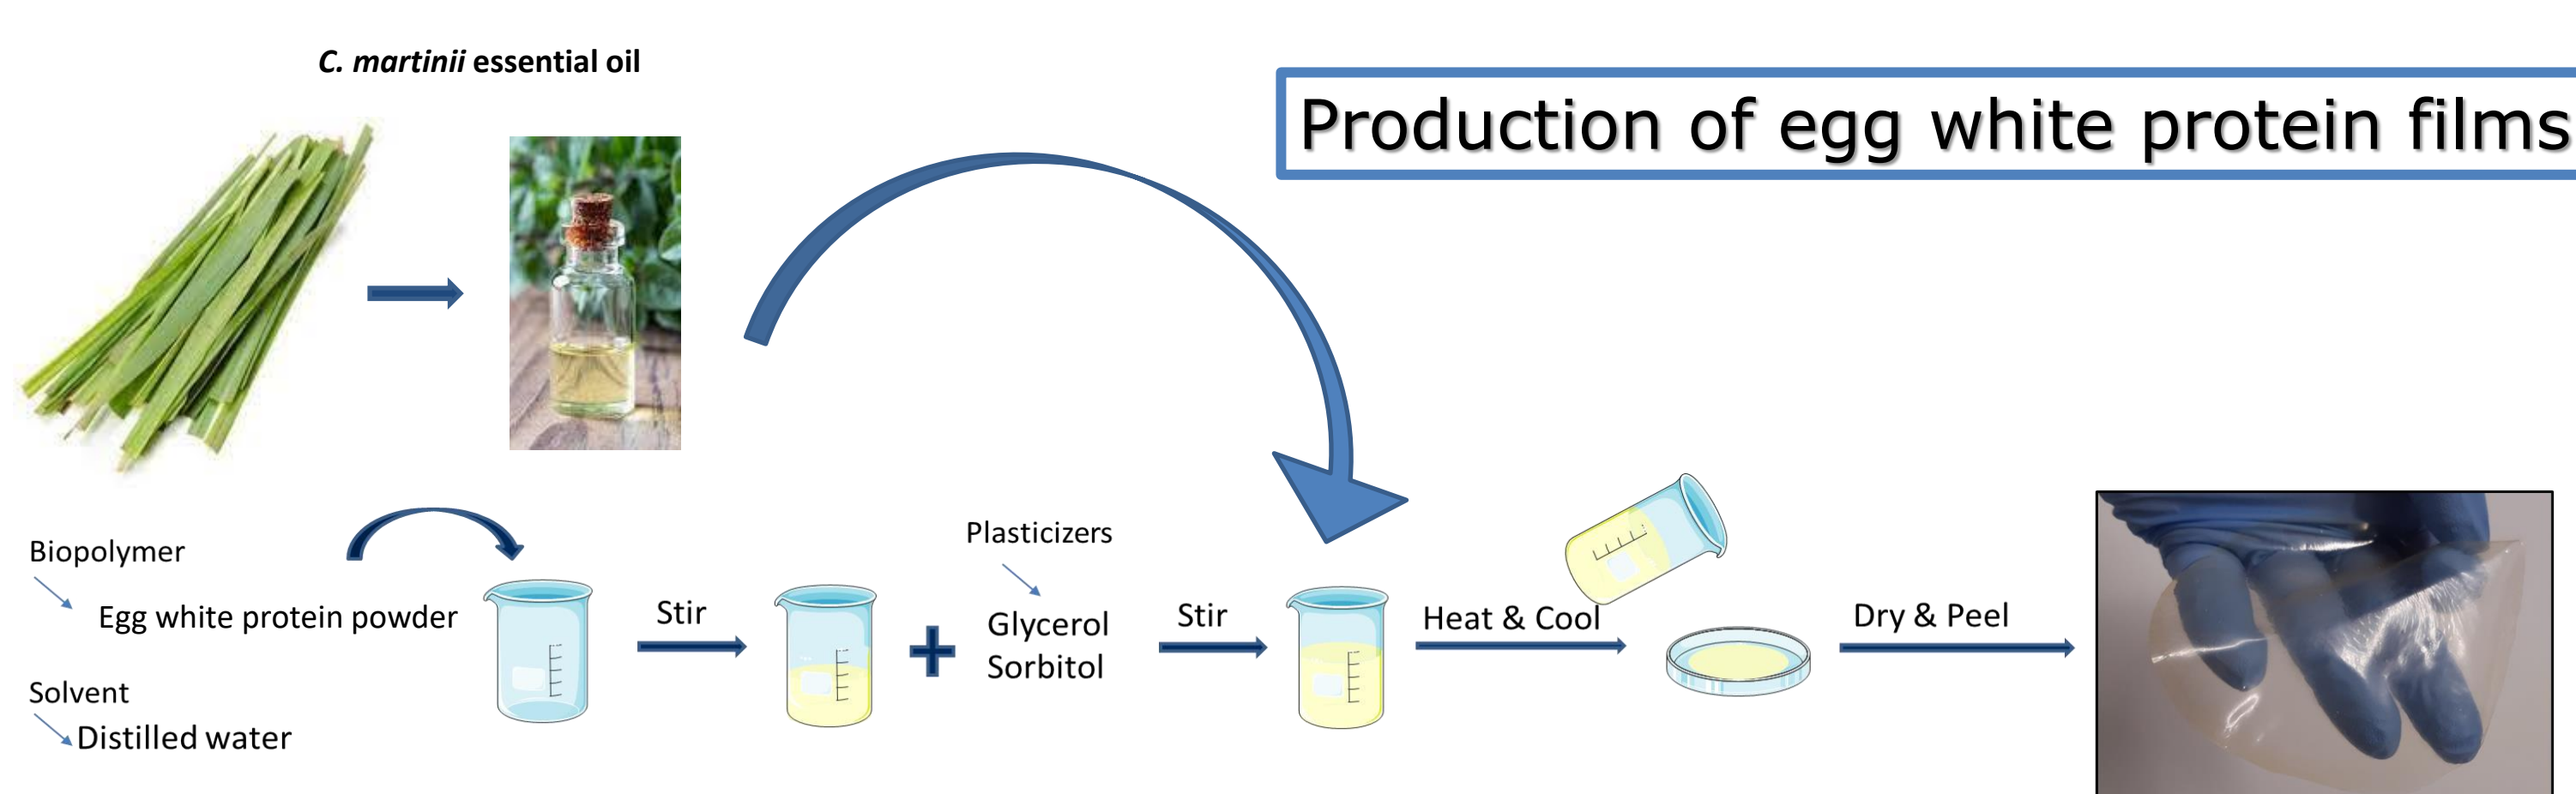 C. martinii essential oil
Production of egg white protein films
Biopolymer
Egg white protein powder
Solvent
Distilled water
Stir
Plasticizers
Glycerol
Sorbitol
Stir
Heat & Cool
Dry & Peel